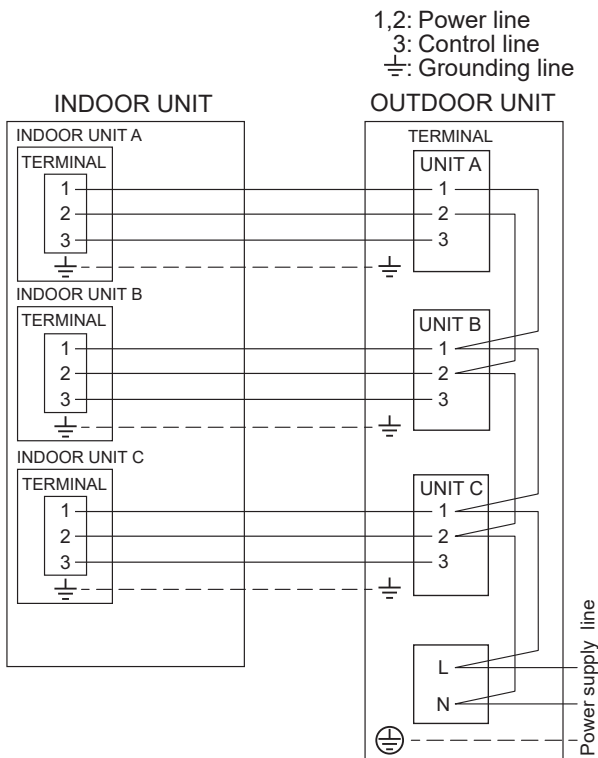 1,2: Power line
3: Control line
⏚: Grounding line
INDOOR UNIT
OUTDOOR UNIT
INDOOR UNIT A
TERMINAL
1
2
3
TERMINAL
UNIT A
1
2
3
INDOOR UNIT B
TERMINAL
1
2
3
UNIT B
1
2
3
INDOOR UNIT C
TERMINAL
1
2
3
UNIT C
1
2
3
L
N
Power supply line